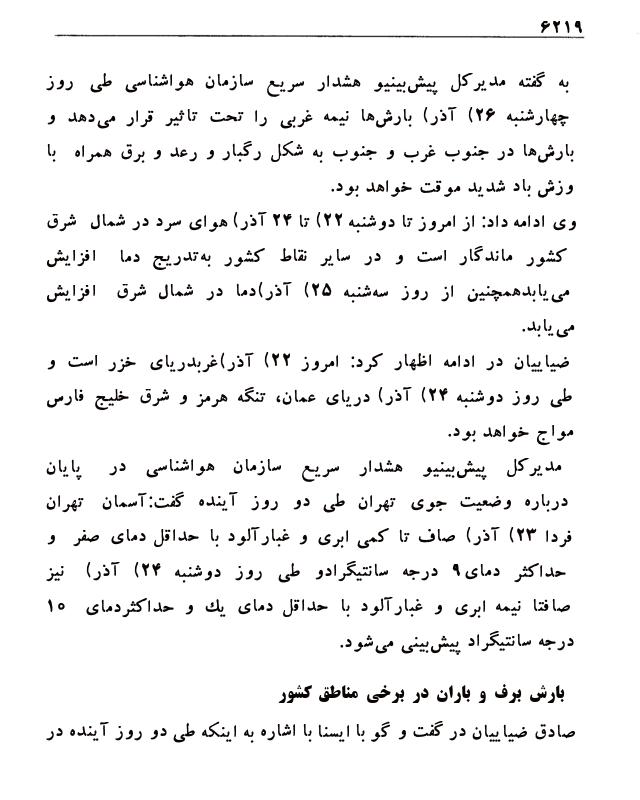 ۶۲۱۹
به گفته مدیرکل پیش‌بینیو هشدار سریع سازمان هواشناسی طی روز
چهارشنبه ۲۶) آذر) بارش‌ها نیمه غربی را تحت تاثیر قرار می‌دهد و
بارش‌ها در جنوب غرب و جنوب به شکل رگبار و رعد و برق همراه با
وزش باد شدید موقت خواهد بود.
وی ادامه داد: از امروز تا دوشنبه ۲۲) تا ۲۴ آذر) هوای سرد در شمال شرق
کشور ماندگار است و در سایر نقاط کشور به‌تدریج دما افزایش
می‌یابدهمچنین از روز سه‌شنبه ۲۵) آذر)دما در شمال شرق افزایش
می‌یابد.
ضیاییان در ادامه اظهار کرد: امروز ۲۲) آذر)غربدریای خزر است و
طی روز دوشنبه ۲۴) آذر) دریای عمان، تنگه هرمز و شرق خلیج فارس
مواج خواهد بود.
مدیرکل پیش‌بینیو هشدار سریع سازمان هواشناسی در پایان
درباره وضعیت جوی تهران طی دو روز آینده گفت:آسمان تهران
فردا ۲۳) آذر) صاف تا کمی ابری و غبارآلود با حداقل دمای صفر و
حداکثر دمای۹ درجه سانتیگرادو طی روز دوشنبه ۲۴) آذر) نیز
صافتا نیمه ابری و غبارآلود با حداقل دمای یك و حداکثردمای ۱۰
درجه سانتیگراد پیش‌بینی می‌شود.
بارش برف و باران در برخی مناطق کشور
صادق ضیاییان در گفت و گو با ایسنا با اشاره به اینکه طی دو روز آینده در